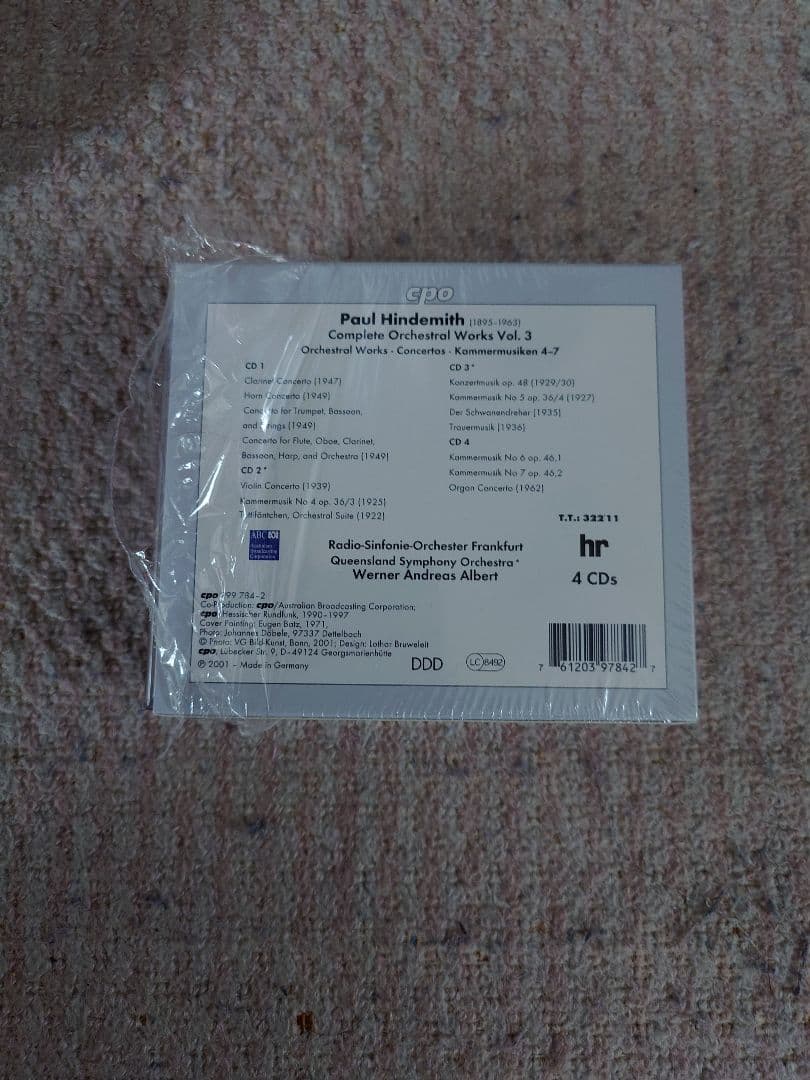 cpo
Paul Hindemith (1895-1963)
Complete Orchestral Works Vol. 3
Orchestral Works · Concertos · Kammermusiken 4–7
CD 1
Clarinet Concerto (1947)
Horn Concerto (1949)
Concerto for Trumpet, Bassoon,
and Strings (1949)
Concerto for Flute, Oboe, Clarinet,
Bassoon, Harp, and Orchestra (1949)
CD 2*
Violin Concerto (1939)
Kammermusik No 4 op. 36/3 (1925)
Tuttifäntchen, Orchestral Suite (1922)
CD 3*
Konzertmusik op. 48 (1929/30)
Kammermusik No 5 op. 36/4 (1927)
Der Schwanendreher (1935)
Trauermusik (1936)
CD 4
Kammermusik No 6 op. 46,1
Kammermusik No 7 op. 46,2
Organ Concerto (1962)
T.T.: 322'11
ABC
Australian
Broadcasting
Corporation
Radio-Sinfonie-Orchester Frankfurt
Queensland Symphony Orchestra*
Werner Andreas Albert
hr
4 CDs
cpo 999 784-2
Co-Production: cpo/Australian Broadcasting Corporation;
cpo/Hessischer Rundfunk, 1990-1997
Cover Painting: Eugen Batz, 1971,
Photo: Johannes Döbele, 97337 Dettelbach
© Photo: VG Bild-Kunst, Bonn, 2001; Design: Lothar Bruweleit
cpo, Lübecker Str. 9, D-49124 Georgsmarienhütte
℗ 2001 – Made in Germany
DDD
LC 8492
7 61203 97842 7